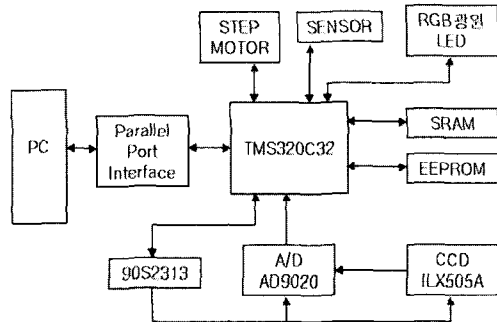 STEP
MOTOR
SENSOR
RGB광원
LED
PC
Parallel
Port
Interface
TMS320C32
SRAM
EEPROM
90S2313
A/D
AD9020
CCD
ILX505A